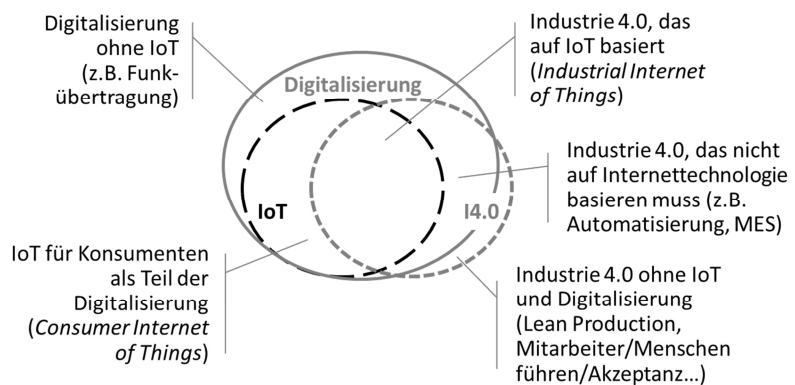 Digitalisierung
ohne IoT
(z.B. Funk-
übertragung)
Industrie 4.0, das
auf IoT basiert
(Industrial Internet
of Things)
Digitalisierung
Industrie 4.0, das nicht
auf Internettechnologie
basieren muss (z.B.
Automatisierung, MES)
IoT
I4.0
IoT für Konsumenten
als Teil der
Digitalisierung
(Consumer Internet
of Things)
Industrie 4.0 ohne IoT
und Digitalisierung
(Lean Production,
Mitarbeiter/Menschen
führen/Akzeptanz...)